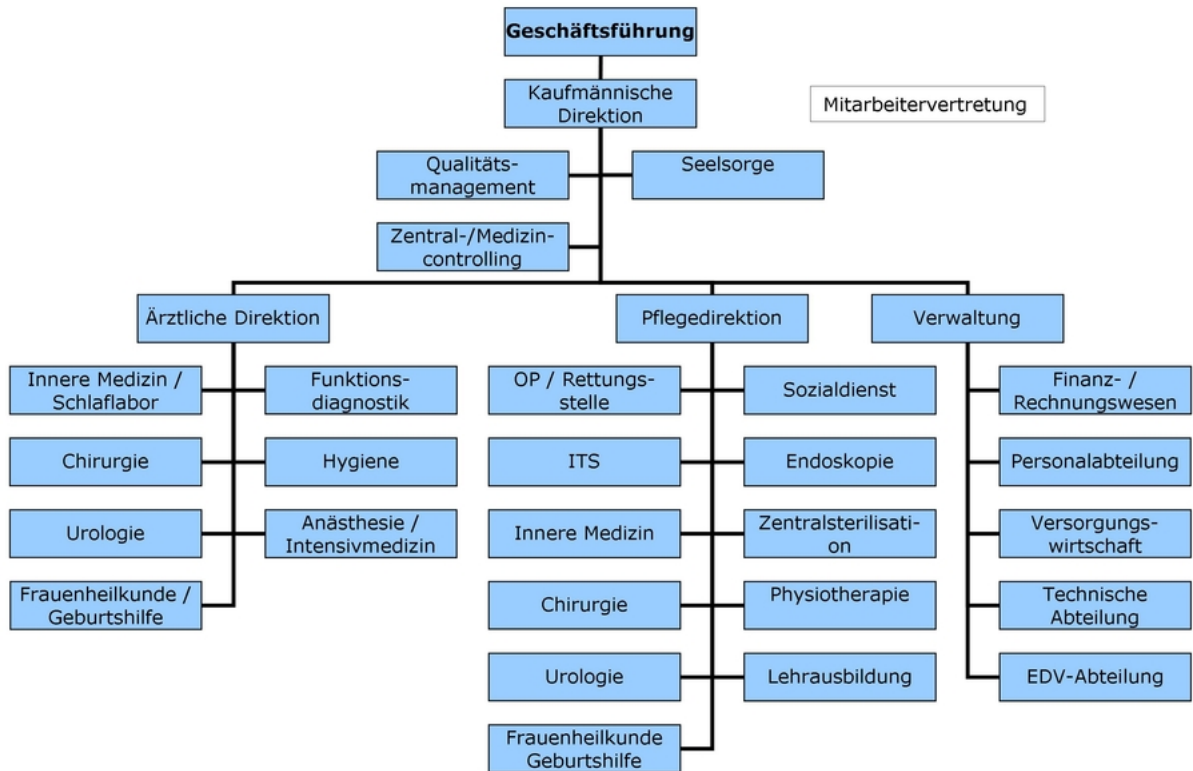 Geschäftsführung
Kaufmännische
Direktion
Mitarbeitervertretung
Qualitäts-
management
Seelsorge
Zentral-/Medizin-
controlling
Ärztliche Direktion
Pflegedirektion
Verwaltung
Innere Medizin /
Schlaflabor
Funktions-
diagnostik
Chirurgie
Hygiene
Urologie
Anästhesie /
Intensivmedizin
Frauenheilkunde /
Geburtshilfe
OP / Rettungs-
stelle
Sozialdienst
ITS
Endoskopie
Innere Medizin
Zentralsterilisati-
on
Chirurgie
Physiotherapie
Urologie
Lehrausbildung
Frauenheilkunde
Geburtshilfe
Finanz- /
Rechnungswesen
Personalabteilung
Versorgungs-
wirtschaft
Technische
Abteilung
EDV-Abteilung